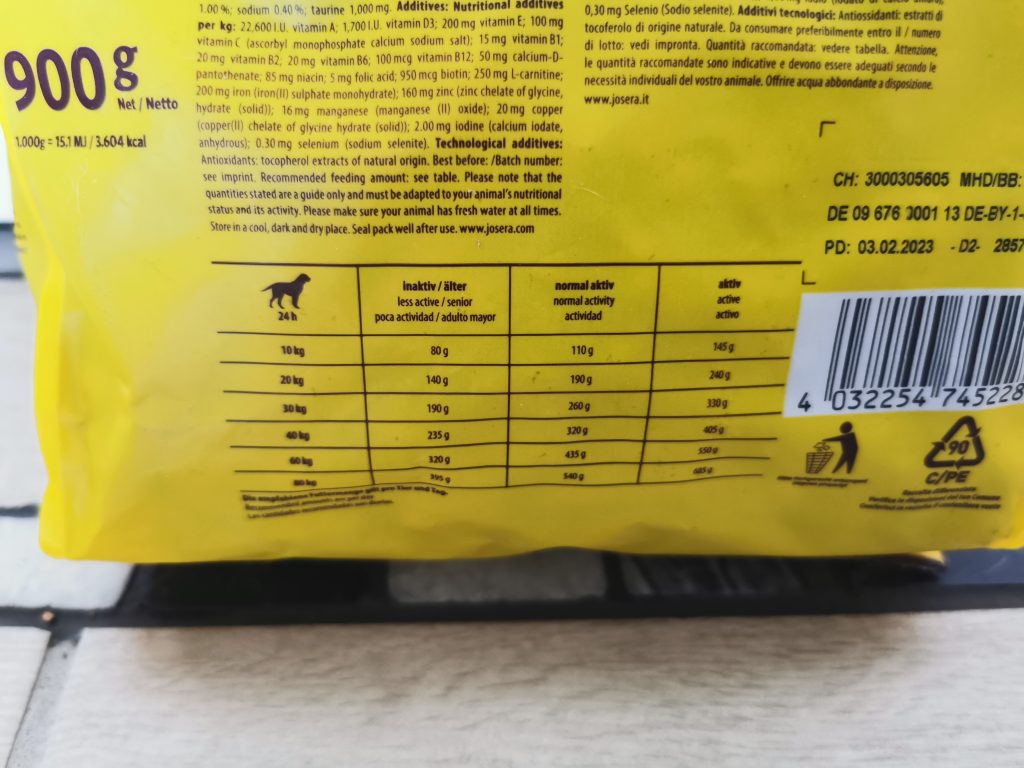 900g
Net / Netto
1.000g = 15,1 MJ / 3.604 kcal
1.00 %; sodium 0.40 %; taurine 1,000 mg. Additives: Nutritional additives
per kg: 22,600 I.U. vitamin A; 1,700 I.U. vitamin D3; 200 mg vitamin E; 100 mg
vitamin C (ascorbyl monophosphate calcium sodium salt); 15 mg vitamin B1;
20 mg vitamin B2; 20 mg vitamin B6; 100 mcg vitamin B12; 50 mg calcium-D-
pantothenate; 85 mg niacin; 5 mg folic acid; 950 mcg biotin; 250 mg L-carnitine;
200 mg iron (iron(II) sulphate monohydrate); 160 mg zinc (zinc chelate of glycine,
hydrate (solid)); 16 mg manganese (manganese (II) oxide); 20 mg copper
(copper(II) chelate of glycine hydrate (solid)); 2.00 mg iodine (calcium iodate,
anhydrous); 0.30 mg selenium (sodium selenite). Technological additives:
Antioxidants: tocopherol extracts of natural origin. Best before: /Batch number:
see imprint. Recommended feeding amount: see table. Please note that the
quantities stated are a guide only and must be adapted to your animal's nutritional
status and its activity. Please make sure your animal has fresh water at all times.
Store in a cool, dark and dry place. Seal pack well after use. www.josera.com
0,30 mg Selenio (Sodio selenite). Additivi tecnologici: Antiossidanti: estratti di
tocoferolo di origine naturale. Da consumare preferibilmente entro il / numero
di lotto: vedi impronta. Quantità raccomandata: vedere tabella. Attenzione,
le quantità raccomandate sono indicative e devono essere adeguati secondo le
necessità individuali del vostro animale. Offrire acqua abbondante a disposizione.
www.josera.it
CH: 3000305605 MHD/BB:
DE 09 676 0001 13 DE-BY-1-
PD: 03.02.2023 - D2- 2857
24 h
inaktiv / älter
less active / senior
poca actividad / adulto mayor
normal aktiv
normal activity
actividad
aktiv
active
activo
10 kg 80 g 110 g 145 g
20 kg 140 g 190 g 240 g
30 kg 190 g 260 g 330 g
40 kg 235 g 320 g 405 g
60 kg 320 g 435 g 550 g
80 kg 395 g 540 g 685 g
Die empfohlene Futtermenge gilt pro Tier und Tag.
4 032254 745228
90
C/PE
Raccolta differenziata.